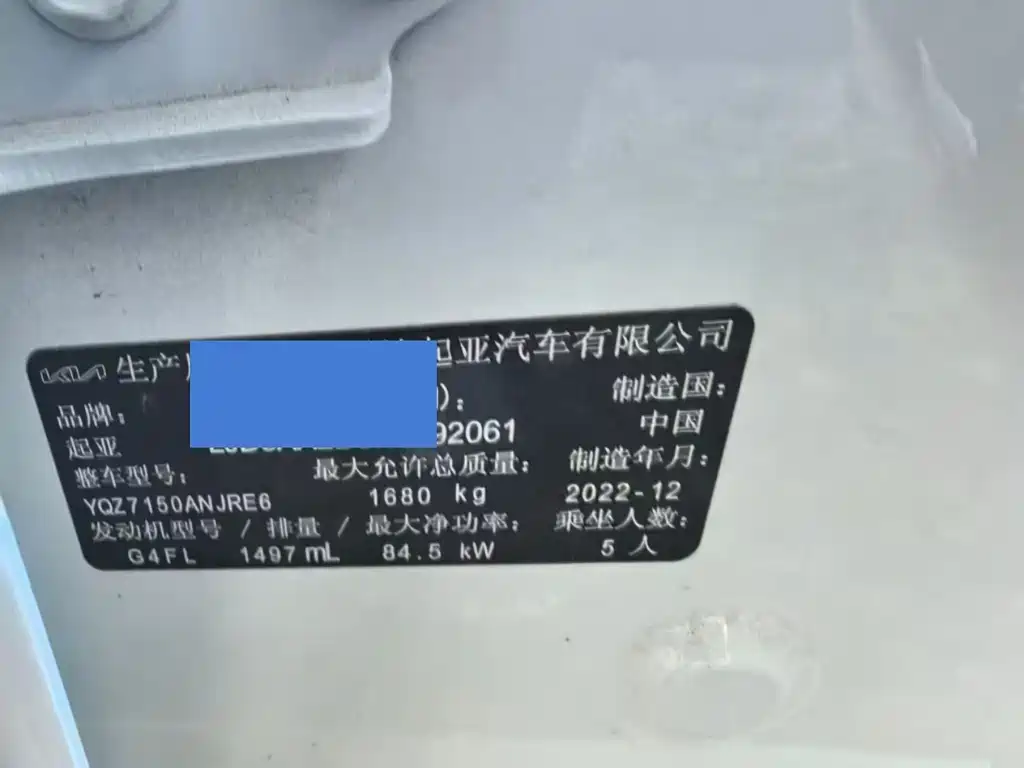 KIA 生产
起亚汽车有限公司
品牌：
)：
制造国：
起亚
92061
中国
整车型号：
最大允许总质量：
制造年月：
YQZ7150ANJRE6
1680 kg
2022-12
发动机型号 / 排量 / 最大净功率：
乘坐人数：
G4FL 1497 mL 84.5 kW
5 人